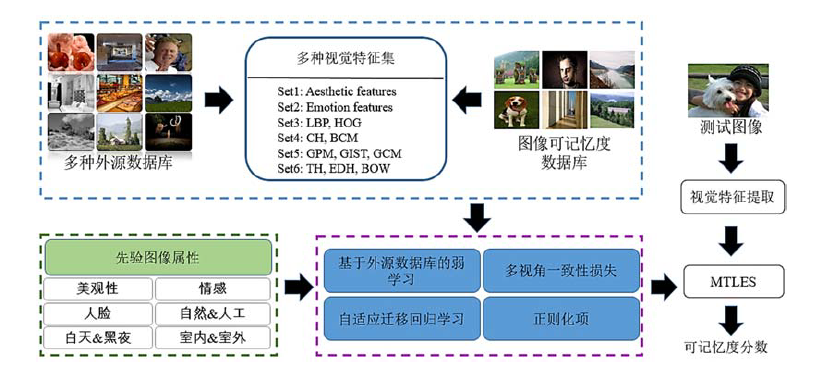 多种视觉特征集
Set1: Aesthetic features
Set2: Emotion features
Set3: LBP, HOG
Set4: CH, BCM
Set5: GPM, GIST, GCM
Set6: TH, EDH, BOW
多种外源数据库
图像可记忆度
数据库
测试图像
视觉特征提取
MTLES
可记忆度分数
先验图像属性
美观性
情感
人脸
自然&人工
白天&黑夜
室内&室外
基于外源数据库的弱
学习
多视角一致性损失
自适应迁移回归学习
正则化项